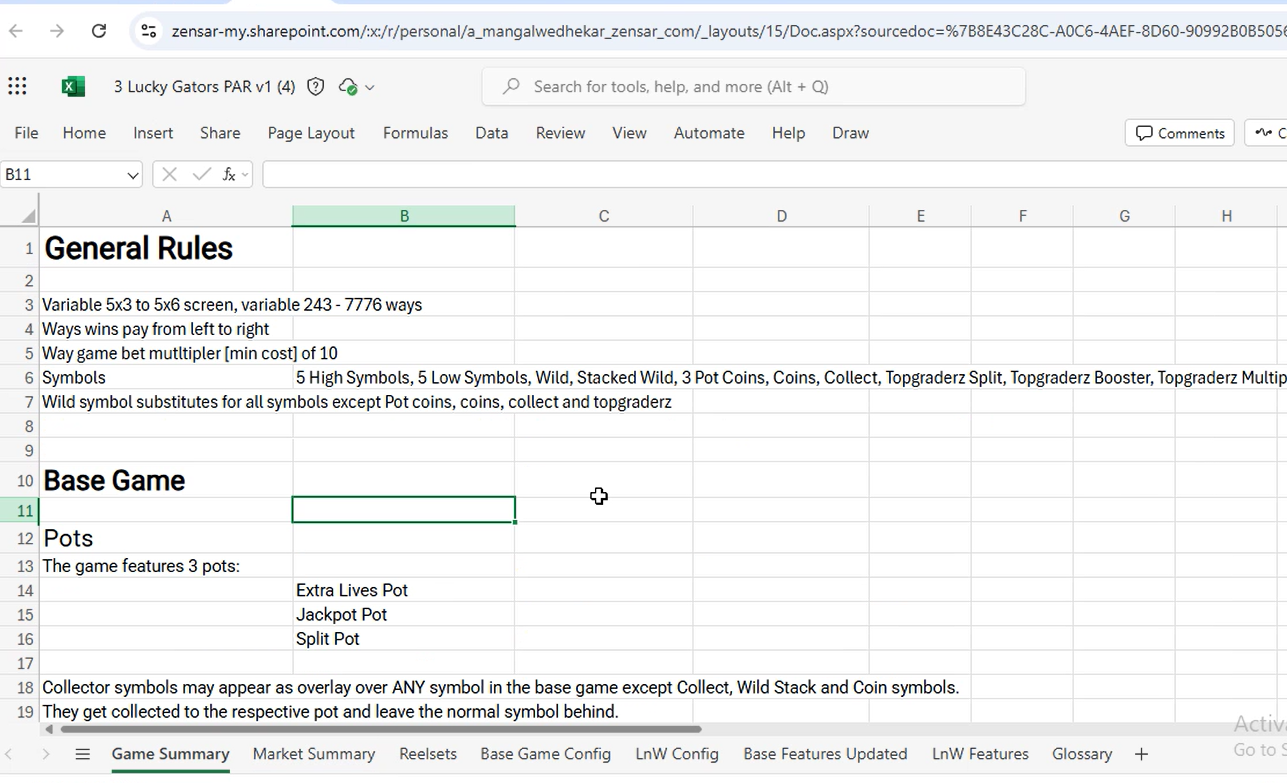 zensar-my.sharepoint.com/:x:/r/personal/a_mangalwedhekar_zensar_com/_layouts/15/Doc.aspx?sourcedoc=%7B8E43C28C-A0C6-4AEF-8D60-90992B0B5056
3 Lucky Gators PAR v1 (4)
Search for tools, help, and more (Alt + Q)
File Home Insert Share Page Layout Formulas Data Review View Automate Help Draw Comments C
B11 fx
A B C D E F G H
1 General Rules
2
3 Variable 5x3 to 5x6 screen, variable 243 - 7776 ways
4 Ways wins pay from left to right
5 Way game bet mutltipler [min cost] of 10
6 Symbols 5 High Symbols, 5 Low Symbols, Wild, Stacked Wild, 3 Pot Coins, Coins, Collect, Topgraderz Split, Topgraderz Booster, Topgraderz Multip
7 Wild symbol substitutes for all symbols except Pot coins, coins, collect and topgraderz
8
9
10 Base Game
11
12 Pots
13 The game features 3 pots:
14 Extra Lives Pot
15 Jackpot Pot
16 Split Pot
17
18 Collector symbols may appear as overlay over ANY symbol in the base game except Collect, Wild Stack and Coin symbols.
19 They get collected to the respective pot and leave the normal symbol behind.
Activa
Go to S
Game Summary Market Summary Reelsets Base Game Config LnW Config Base Features Updated LnW Features Glossary +